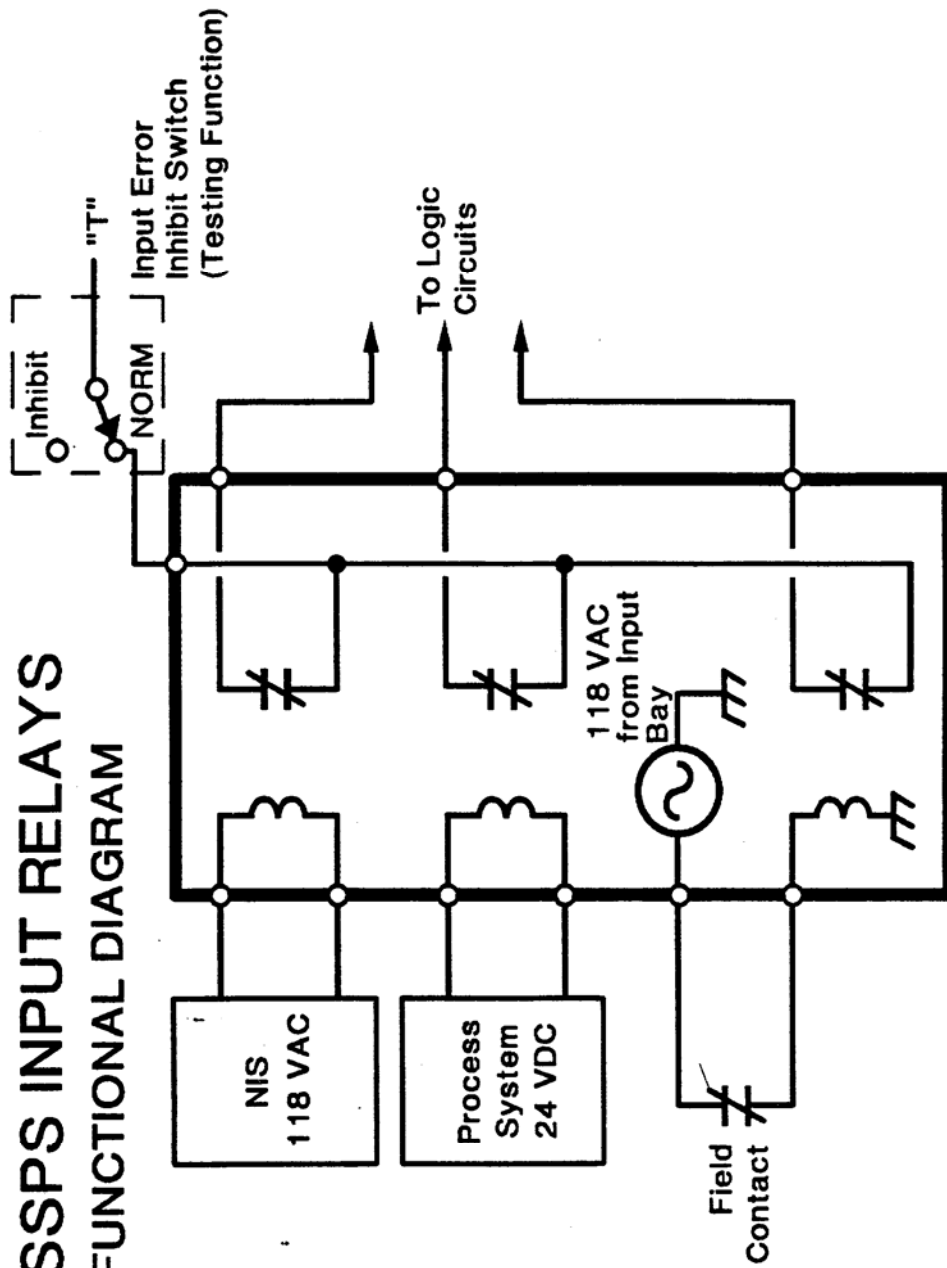 SSPS INPUT RELAYS
FUNCTIONAL DIAGRAM
Inhibit
NORM
"T"
Input Error
Inhibit Switch
(Testing Function)
NIS
118 VAC
Process
System
24 VDC
118 VAC
from Input
Bay
To Logic
Circuits
Field
Contact